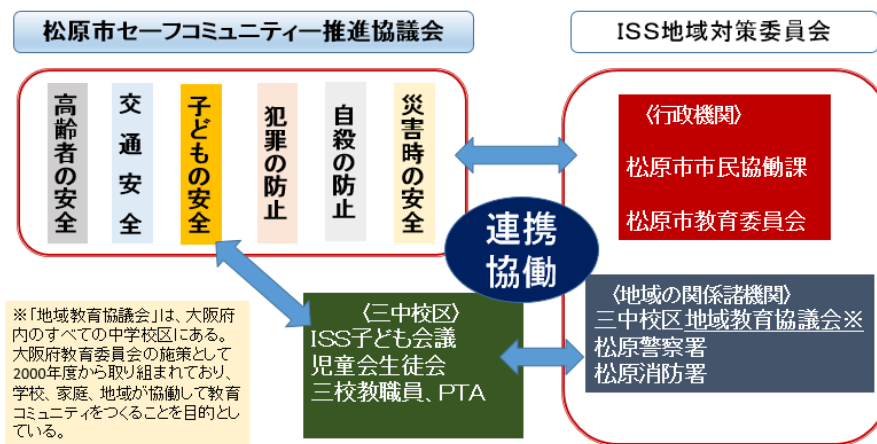 松原市セーフコミュニティー推進協議会
ISS地域対策委員会
高齢者の安全
交通安全
子どもの安全
犯罪の防止
自殺の防止
災害時の安全
〈行政機関〉
松原市市民協働課
松原市教育委員会
連携
協働
〈三中校区〉
ISS子ども会議
児童会生徒会
三校教職員、PTA
〈地域の関係諸機関〉
三中校区地域教育協議会※
松原警察署
松原消防署
※「地域教育協議会」は、大阪府
内のすべての中学校区にある。
大阪府教育委員会の施策として
2000年度から取り組まれており、
学校、家庭、地域が協働して教育
コミュニティをつくることを目的とし
ている。